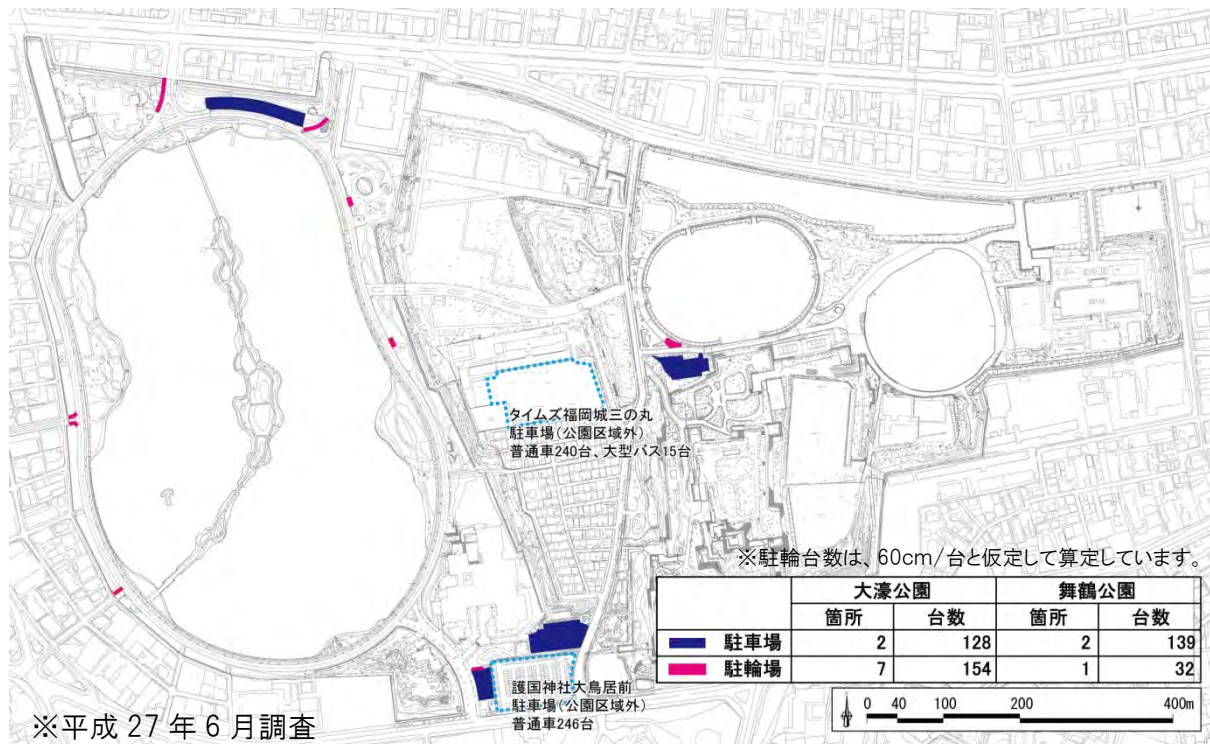 タイムズ福岡城三の丸
駐車場(公園区域外)
普通車240台、大型バス15台
※駐輪台数は、60cm/台と仮定して算定しています。
大濠公園 舞鶴公園
箇所 台数 箇所 台数
駐車場 2 128 2 139
駐輪場 7 154 1 32
護国神社大鳥居前
駐車場(公園区域外)
普通車246台
0 40 100 200 400m
※平成27年6月調査